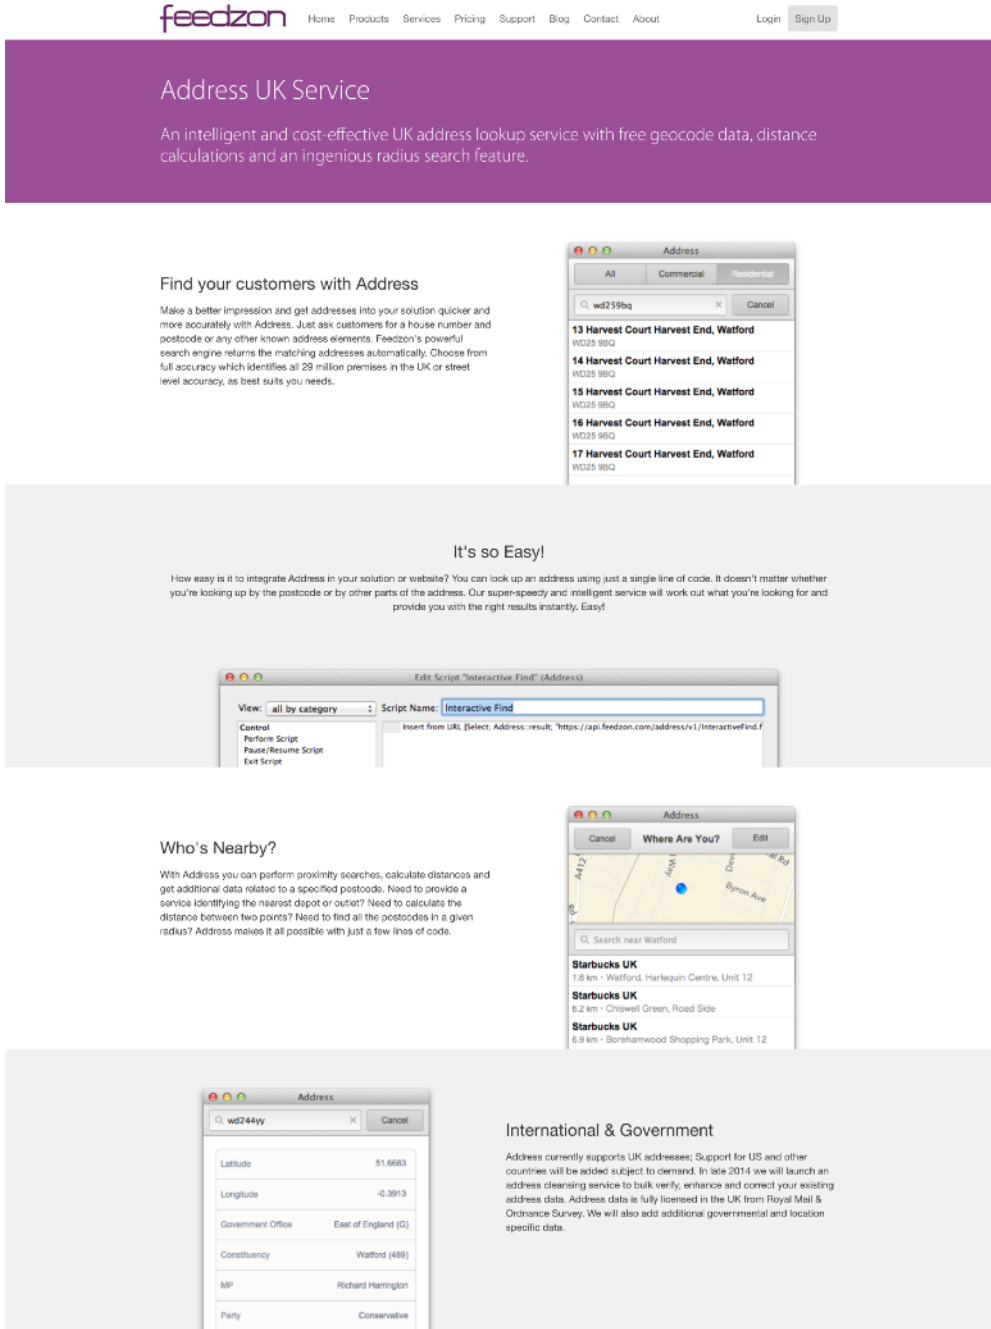 feedzon
Home Products Services Pricing Support Blog Contact About Login Sign Up
Address UK Service
An intelligent and cost-effective UK address lookup service with free geocode data, distance
calculations and an ingenious radius search feature.
Find your customers with Address
Make a better impression and get addresses into your solution quicker and
more accurately with Address. Just ask customers for a house number and
postcode or any other known address elements. Feedzon's powerful
search engine returns the matching addresses automatically. Choose from
full accuracy which identifies all 29 million premises in the UK or street
level accuracy, as best suits you needs.
Address
All Commercial Residential
wd259bq Cancel
13 Harvest Court Harvest End, Watford
WD25 9BQ
14 Harvest Court Harvest End, Watford
WD25 9BQ
15 Harvest Court Harvest End, Watford
WD25 9BQ
16 Harvest Court Harvest End, Watford
WD25 9BQ
17 Harvest Court Harvest End, Watford
WD25 9BQ
It's so Easy!
How easy is it to integrate Address in your solution or website? You can look up an address using just a single line of code. It doesn't matter whether
you're looking up by the postcode or by other parts of the address. Our super-speedy and intelligent service will work out what you're looking for and
provide you with the right results instantly. Easy!
Edit Script "Interactive Find" (Address)
View: all by category Script Name: Interactive Find
Control
Perform Script
Pause/Resume Script
Exit Script
Insert from URL [Select; Address::result; "https://api.feedzon.com/address/v1/InteractiveFind.f
Who's Nearby?
With Address you can perform proximity searches, calculate distances and
get additional data related to a specified postcode. Need to provide a
service identifying the nearest depot or outlet? Need to calculate the
distance between two points? Need to find all the postcodes in a given
radius? Address makes it all possible with just a few lines of code.
Address
Cancel Where Are You? Edit
A412
Way
Dev
al Rd
Byron Ave
Search near Watford
Starbucks UK
1.6 km · Watford, Harlequin Centre, Unit 12
Starbucks UK
6.2 km · Chiswell Green, Road Side
Starbucks UK
6.9 km · Borehamwood Shopping Park, Unit 12
Address
wd244yy Cancel
Latitude 51.6683
Longitude -0.3913
Government Office East of England (G)
Constituency Watford (489)
MP Richard Harrington
Party Conservative
International & Government
Address currently supports UK addresses; Support for US and other
countries will be added subject to demand. In late 2014 we will launch an
address cleansing service to bulk verify, enhance and correct your existing
address data. Address data is fully licensed in the UK from Royal Mail &
Ordnance Survey. We will also add additional governmental and location
specific data.